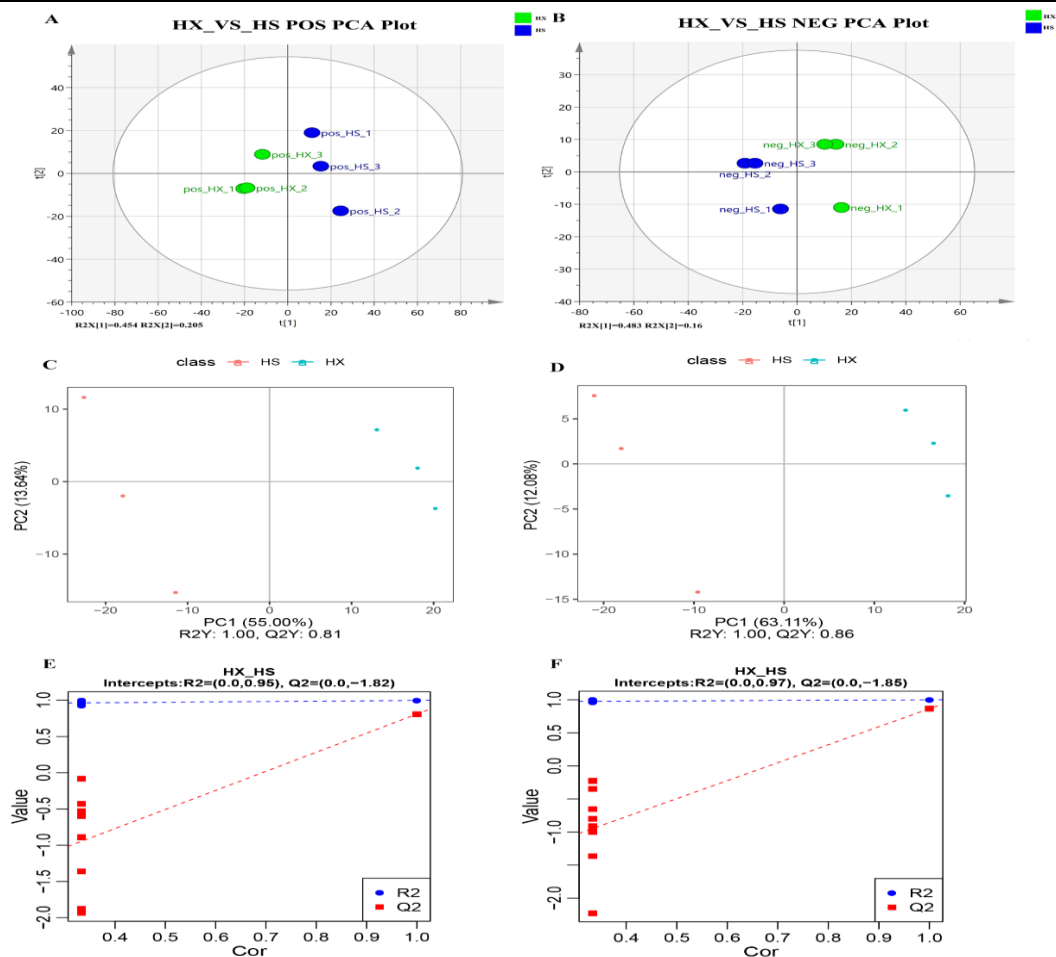 A
HX_VS_HS POS PCA Plot
HX
HS
t[2]
40
20
0
-20
-40
-60
pos_HS_1
pos_HX_3
pos_HS_3
pos_HX_1
pos_HX_2
pos_HS_2
-100 -80 -60 -40 -20 0 20 40 60 80
R2X[1]=0.454 R2X[2]=0.205
t[1]
B
HX_VS_HS NEG PCA Plot
HX
HS
t[2]
30
20
10
0
-10
-20
-30
-40
neg_HX_3
neg_HX_2
neg_HS_3
neg_HS_2
neg_HS_1
neg_HX_1
-80 -60 -40 -20 0 20 40 60
R2X[1]=0.483 R2X[2]=0.16
t[1]
C
class HS HX
PC2 (13.64%)
10
0
−10
−20 −10 0 10 20
PC1 (55.00%)
R2Y: 1.00, Q2Y: 0.81
D
class HS HX
PC2 (12.08%)
5
0
−5
−10
−15
−20 −10 0 10 20
PC1 (63.11%)
R2Y: 1.00, Q2Y: 0.86
E
HX_HS
Intercepts:R2=(0.0,0.95), Q2=(0.0,−1.82)
Value
1.0
0.5
0.0
-0.5
-1.0
-1.5
-2.0
R2
Q2
0.4 0.5 0.6 0.7 0.8 0.9 1.0
Cor
F
HX_HS
Intercepts:R2=(0.0,0.97), Q2=(0.0,−1.85)
Value
1.0
0.5
0.0
-1.0
-2.0
R2
Q2
0.4 0.5 0.6 0.7 0.8 0.9 1.0
Cor